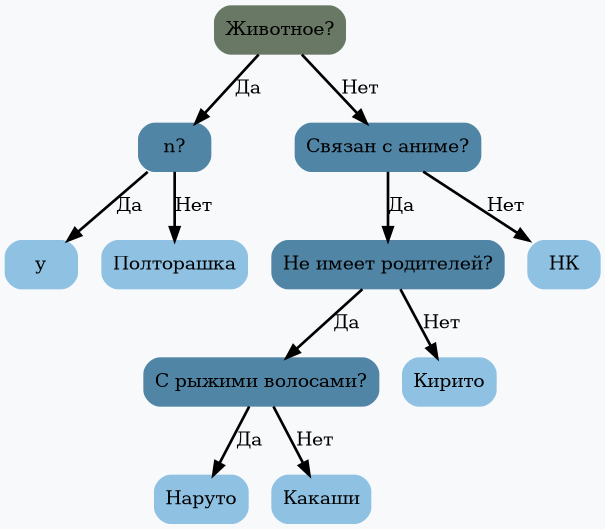 Животное?
Да
Нет
n?
Связан с аниме?
Да
Нет
Да
Нет
y
Полторашка
Не имеет родителей?
НК
Да
Нет
С рыжими волосами?
Кирито
Да
Нет
Наруто
Какаши